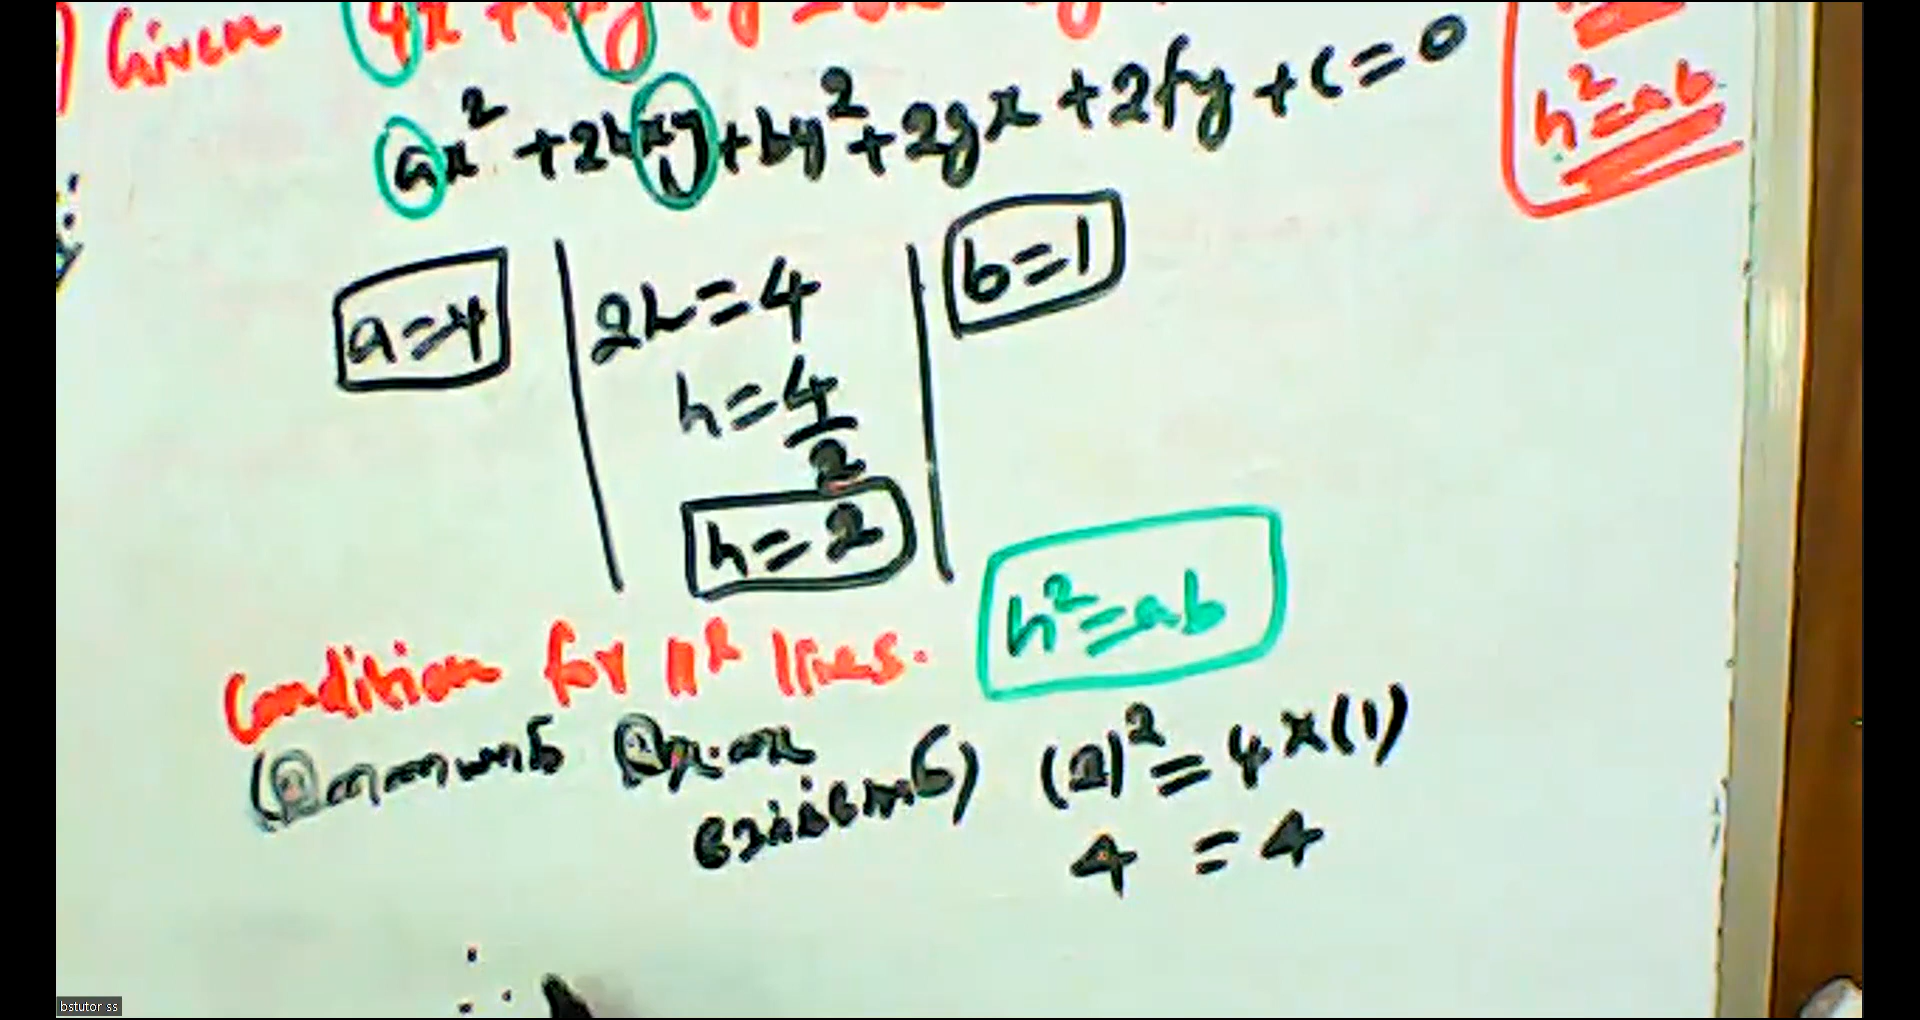 Given 4x
ax² + 2hxy + by² + 2gx + 2fy + c = 0
h² = ab
a = 4
2h = 4
h = 4/2
h = 2
b = 1
Condition for ||ˡ lines.
h² = ab
(2)² = 4 x (1)
4 = 4
∴
bstutor ss